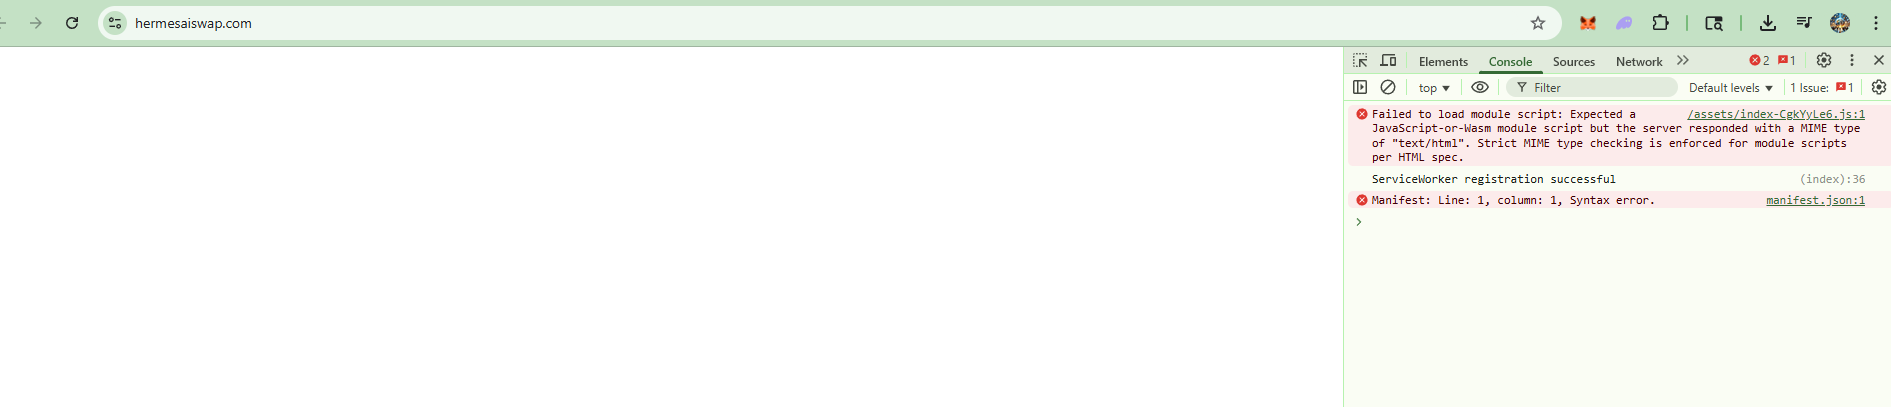 hermesaiswap.com
Elements Console Sources Network 2 1
top Filter Default levels 1 Issue: 1
Failed to load module script: Expected a /assets/index-CgkYyLe6.js:1
JavaScript-or-Wasm module script but the server responded with a MIME type
of "text/html". Strict MIME type checking is enforced for module scripts
per HTML spec.
ServiceWorker registration successful (index):36
Manifest: Line: 1, column: 1, Syntax error. manifest.json:1